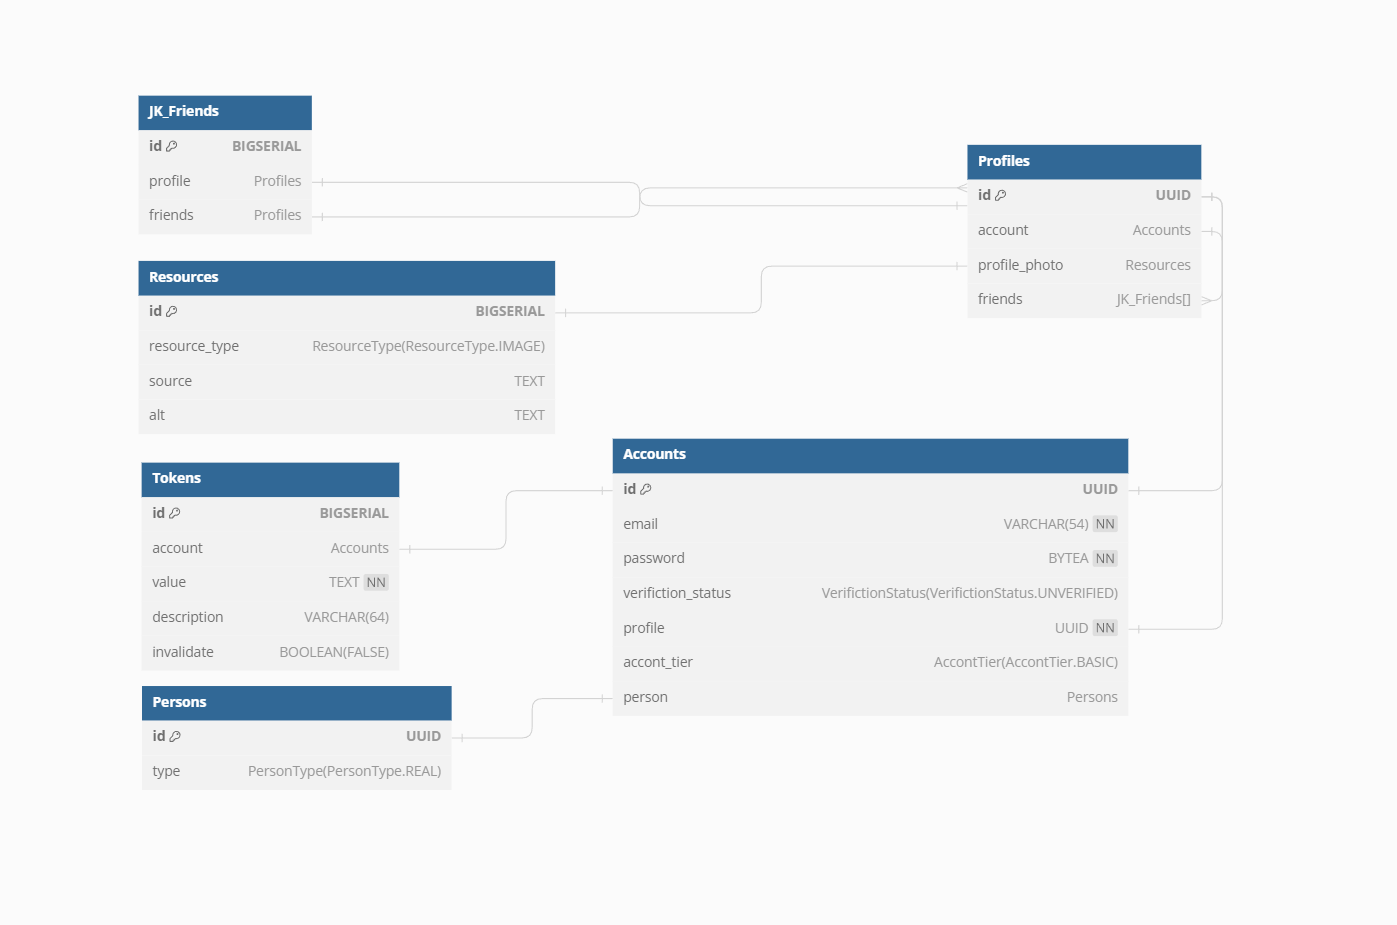 JK_Friends
id BIGSERIAL
profile Profiles
friends Profiles
Profiles
id UUID
account Accounts
profile_photo Resources
friends JK_Friends[]
Resources
id BIGSERIAL
resource_type ResourceType(ResourceType.IMAGE)
source TEXT
alt TEXT
Accounts
id UUID
email VARCHAR(54) NN
password BYTEA NN
verifiction_status VerifictionStatus(VerifictionStatus.UNVERIFIED)
profile UUID NN
accont_tier AccontTier(AccontTier.BASIC)
person Persons
Tokens
id BIGSERIAL
account Accounts
value TEXT NN
description VARCHAR(64)
invalidate BOOLEAN(FALSE)
Persons
id UUID
type PersonType(PersonType.REAL)